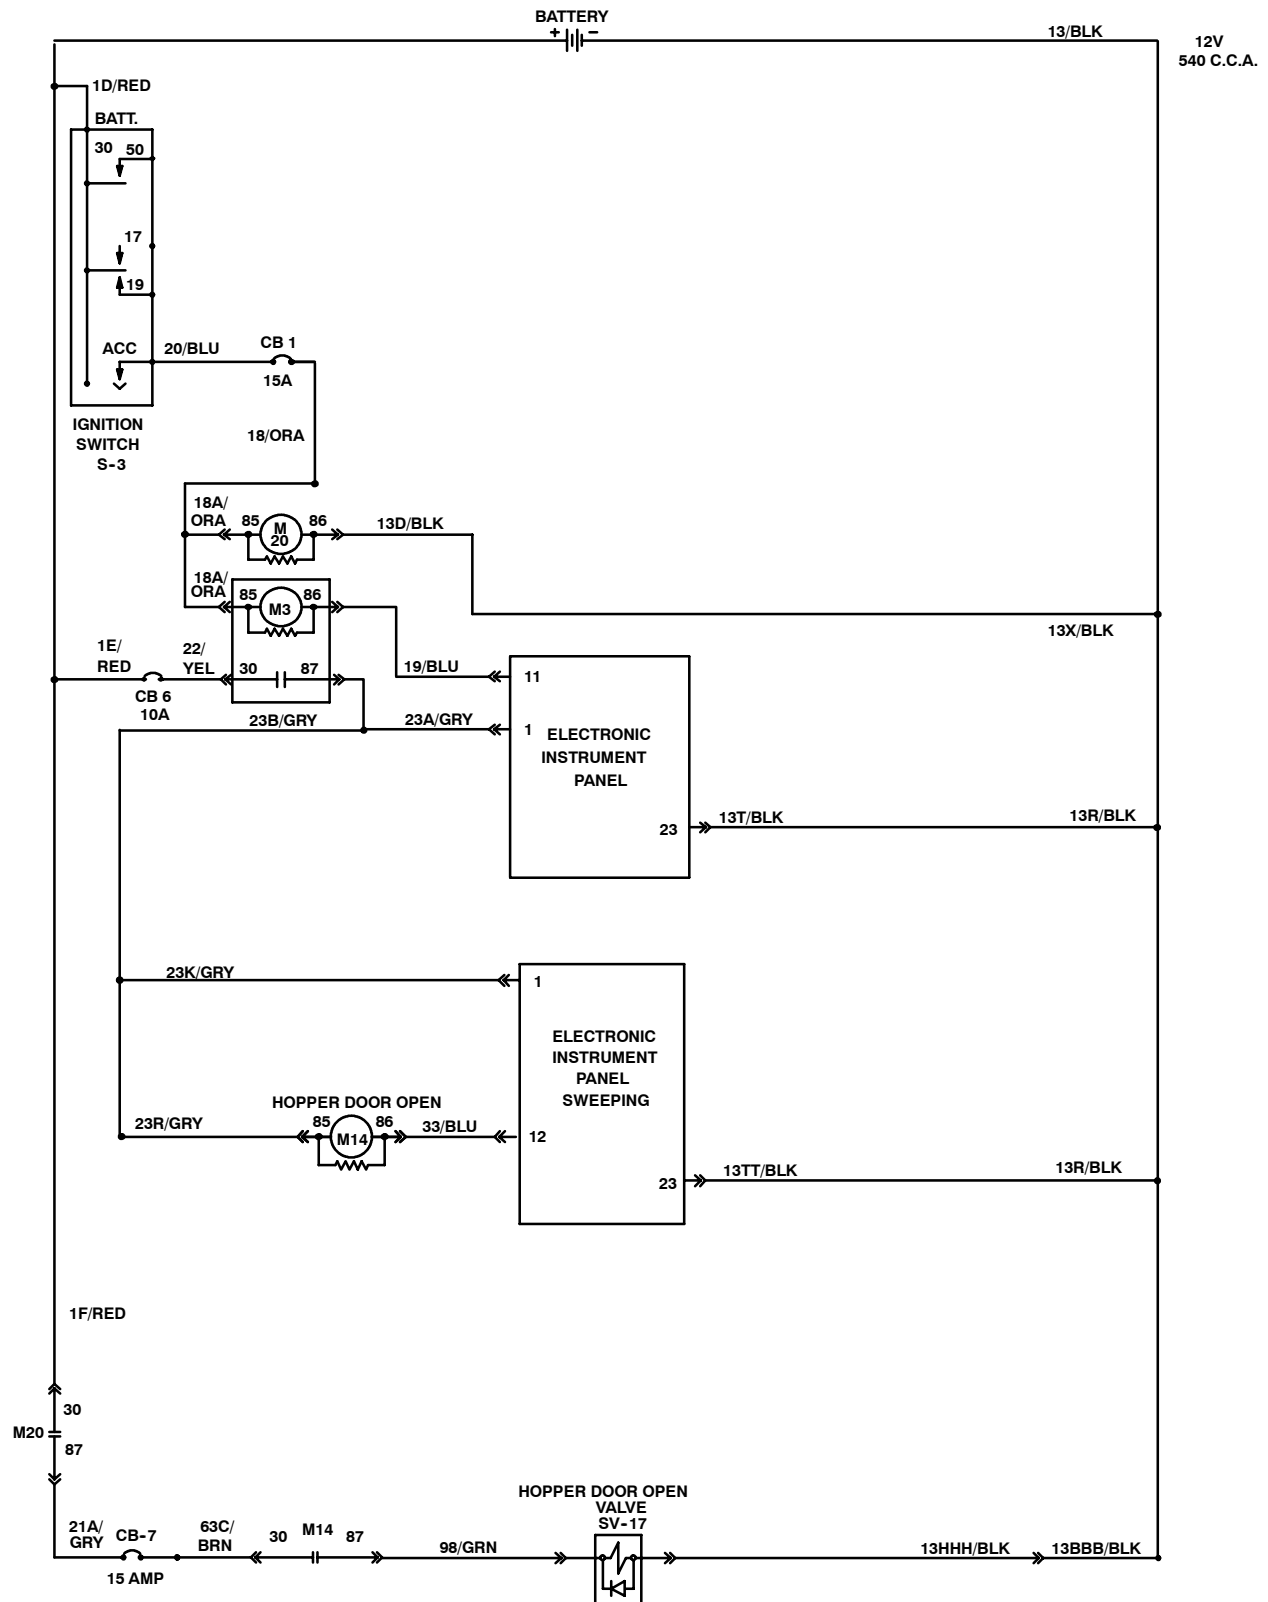 BATTERY
+ −
13/BLK
12V
540 C.C.A.
1D/RED
BATT.
30 50
17
19
ACC
20/BLU
CB 1
15A
IGNITION
SWITCH
S-3
18/ORA
18A/
ORA
85
M
20
86
13D/BLK
18A/
ORA
85
M3
86
13X/BLK
1E/
RED
22/
YEL
30 87
19/BLU
11
CB 6
10A
23B/GRY
23A/GRY
1
ELECTRONIC
INSTRUMENT
PANEL
23
13T/BLK
13R/BLK
23K/GRY
1
ELECTRONIC
INSTRUMENT
PANEL
SWEEPING
HOPPER DOOR OPEN
23R/GRY
85
M14
86
33/BLU
12
23
13TT/BLK
13R/BLK
1F/RED
30
M20
87
HOPPER DOOR OPEN
VALVE
SV-17
21A/
GRY
CB-7
15 AMP
63C/
BRN
30
M14
87
98/GRN
13HHH/BLK
13BBB/BLK